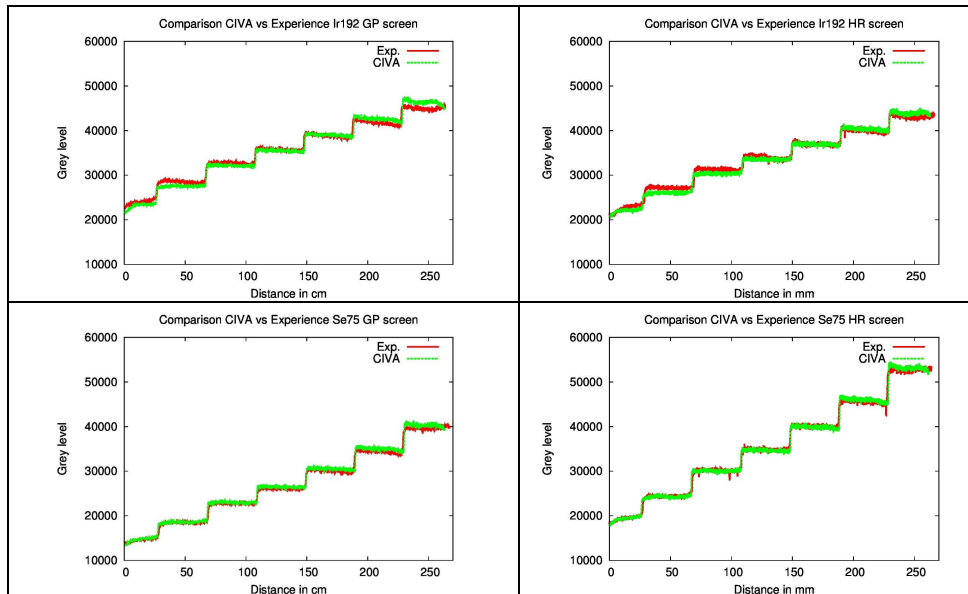 Comparison CIVA vs Experience Ir192 GP screen
60000
50000
40000
30000
20000
10000
Grey level
Exp.
CIVA
0 50 100 150 200 250
Distance in cm
Comparison CIVA vs Experience Ir192 HR screen
60000
50000
40000
30000
20000
10000
Grey level
Exp.
CIVA
0 50 100 150 200 250
Distance in mm
Comparison CIVA vs Experience Se75 GP screen
60000
50000
40000
30000
20000
10000
Grey level
Exp.
CIVA
0 50 100 150 200 250
Distance in cm
Comparison CIVA vs Experience Se75 HR screen
60000
50000
40000
30000
20000
10000
Grey level
Exp.
CIVA
0 50 100 150 200 250
Distance in mm